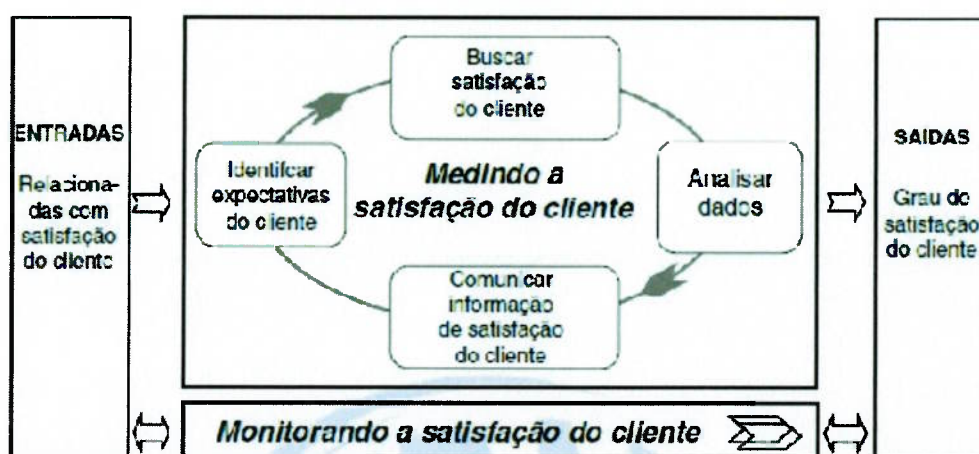 ENTRADAS
Relaciona-
das com
satisfação
do cliente
Buscar
satisfação
do cliente
Identifcar
expectativas
do cliente
Medindo a
satisfação do cliente
Analisar
dados
Comunicar
informação
de satisfação
do cliente
SAIDAS
Grau de
satisfação
do cliente
Monitorando a satisfação do cliente